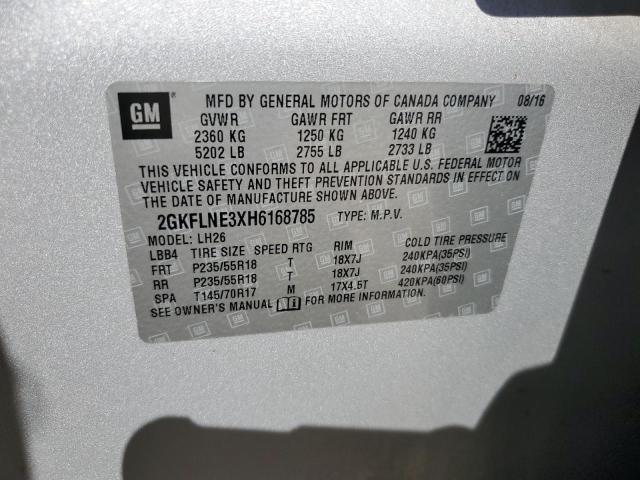 GM
MFD BY GENERAL MOTORS OF CANADA COMPANY 08/16
GVWR GAWR FRT GAWR RR
2360 KG 1250 KG 1240 KG
5202 LB 2755 LB 2733 LB
THIS VEHICLE CONFORMS TO ALL APPLICABLE U.S. FEDERAL MOTOR
VEHICLE SAFETY AND THEFT PREVENTION STANDARDS IN EFFECT ON
THE DATE OF MANUFACTURE SHOWN ABOVE.
2GKFLNE3XH6168785 TYPE: M.P.V.
MODEL: LH26
LBB4 TIRE SIZE SPEED RTG RIM COLD TIRE PRESSURE
FRT P235/55R18 T 18X7J 240KPA(35PSI)
RR P235/55R18 T 18X7J 240KPA(35PSI)
SPA T145/70R17 M 17X4.5T 420KPA(60PSI)
SEE OWNER'S MANUAL FOR MORE INFORMATION.